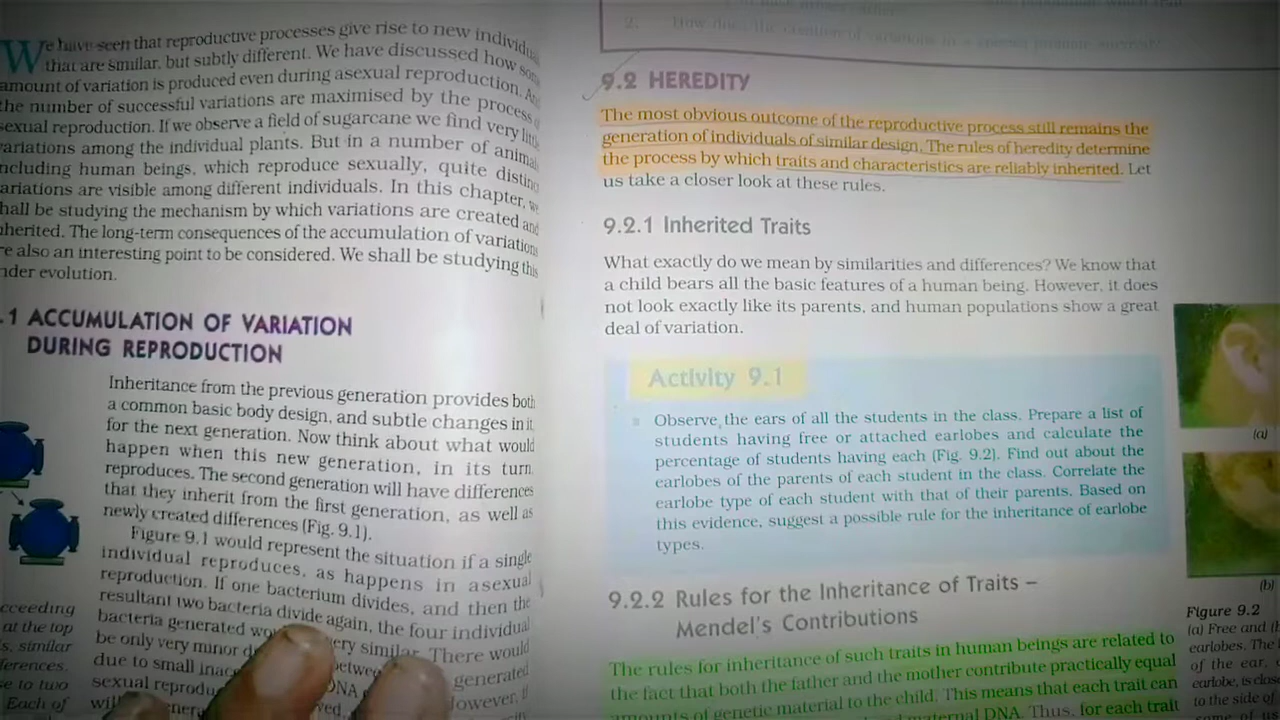 We have seen that reproductive processes give rise to new
that are similar, but subtly different. We have discussed how
amount of variation is produced even during asexual reproduction.
the number of successful variations are maximised by the process
sexual reproduction. If we observe a field of sugarcane we find very
variations among the individual plants. But in a number of
including human beings, which reproduce sexually, quite
variations are visible among different individuals. In this chapter,
shall be studying the mechanism by which variations are created and
inherited. The long-term consequences of the accumulation of variations
are also an interesting point to be considered. We shall be studying this
under evolution.
.1 ACCUMULATION OF VARIATION
DURING REPRODUCTION
Inheritance from the previous generation provides both
a common basic body design, and subtle changes in it
for the next generation. Now think about what would
happen when this new generation, in its turn
reproduces. The second generation will have differences
that they inherit from the first generation, as well as
newly created differences (Fig. 9.1).
Figure 9.1 would represent the situation if a single
individual reproduces, as happens in asexual
reproduction. If one bacterium divides, and then the
resultant two bacteria divide again, the four individual
bacteria generated very similar. There would
be only very minor
due to small DNA generated
sexual
at the top
similar
to two
Each of
9.2 HEREDITY
The most obvious outcome of the reproductive process still remains the
generation of individuals of similar design. The rules of heredity determine
the process by which traits and characteristics are reliably inherited. Let
us take a closer look at these rules.
9.2.1 Inherited Traits
What exactly do we mean by similarities and differences? We know that
a child bears all the basic features of a human being. However, it does
not look exactly like its parents, and human populations show a great
deal of variation.
Activity 9.1
Observe the ears of all the students in the class. Prepare a list of
students having free or attached earlobes and calculate the
percentage of students having each (Fig. 9.2). Find out about the
earlobes of the parents of each student in the class. Correlate the
earlobe type of each student with that of their parents. Based on
this evidence, suggest a possible rule for the inheritance of earlobe
types.
(a)
(b)
9.2.2 Rules for the Inheritance of Traits –
Mendel's Contributions
The rules for inheritance of such traits in human beings are related to
the fact that both the father and the mother contribute practically equal
amounts of genetic material to the child. This means that each trait can
maternal DNA. Thus, for each trait
Figure 9.2
(a) Free and (b)
earlobes. The
of the ear,
earlobe, is
to the side of